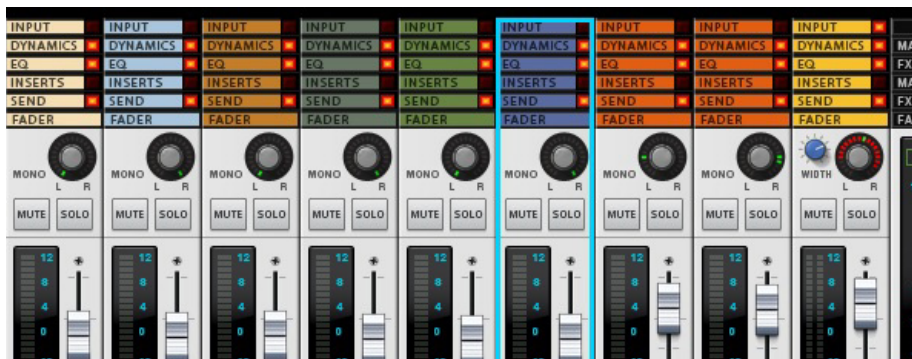 INPUT INPUT INPUT INPUT INPUT INPUT INPUT INPUT INPUT
DYNAMICS DYNAMICS DYNAMICS DYNAMICS DYNAMICS DYNAMICS DYNAMICS DYNAMICS DYNAMICS MA
EQ EQ EQ EQ EQ EQ EQ EQ EQ FX
INSERTS INSERTS INSERTS INSERTS INSERTS INSERTS INSERTS INSERTS INSERTS MA
SEND SEND SEND SEND SEND SEND SEND SEND SEND FX
FADER FADER FADER FADER FADER FADER FADER FADER FADER FA
MONO MONO MONO MONO MONO MONO MONO MONO WIDTH
L R L R L R L R L R L R L R L R L R
MUTE SOLO MUTE SOLO MUTE SOLO MUTE SOLO MUTE SOLO MUTE SOLO MUTE SOLO MUTE SOLO MUTE SOLO
12 12 12 12 12 12 12 12 12
8 8 8 8 8 8 8 8 8
4 4 4 4 4 4 4 4 4
0 0 0 0 0 0 0 0 0